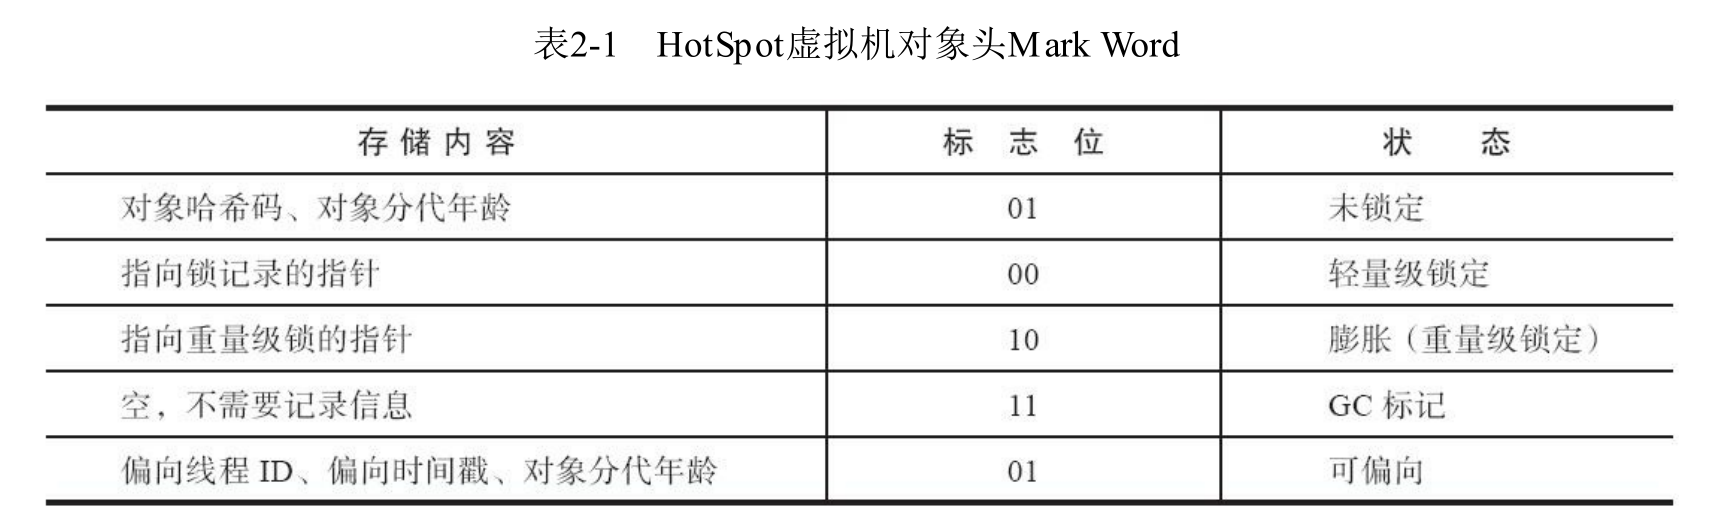 表2-1 HotSpot虚拟机对象头Mark Word
存储内容 标志位 状态
对象哈希码、对象分代年龄 01 未锁定
指向锁记录的指针 00 轻量级锁定
指向重量级锁的指针 10 膨胀（重量级锁定）
空，不需要记录信息 11 GC 标记
偏向线程 ID、偏向时间戳、对象分代年龄 01 可偏向